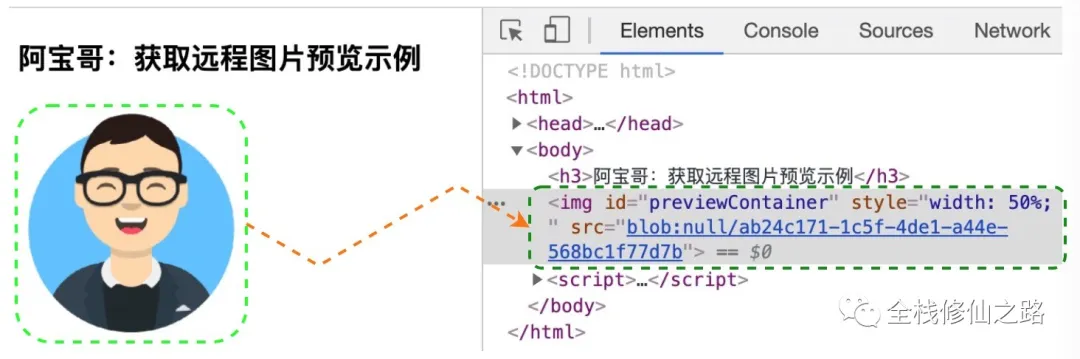 阿宝哥：获取远程图片预览示例
Elements Console Sources Network
<!DOCTYPE html>
<html>
▶<head>…</head>
▼<body>
<h3>阿宝哥：获取远程图片预览示例</h3>
<img id="previewContainer" style="width: 50%;
" src="blob:null/ab24c171-1c5f-4de1-a44e-
568bc1f77d7b"> == $0
▶<script>…</script>
</body>
</html>
全栈修仙之路